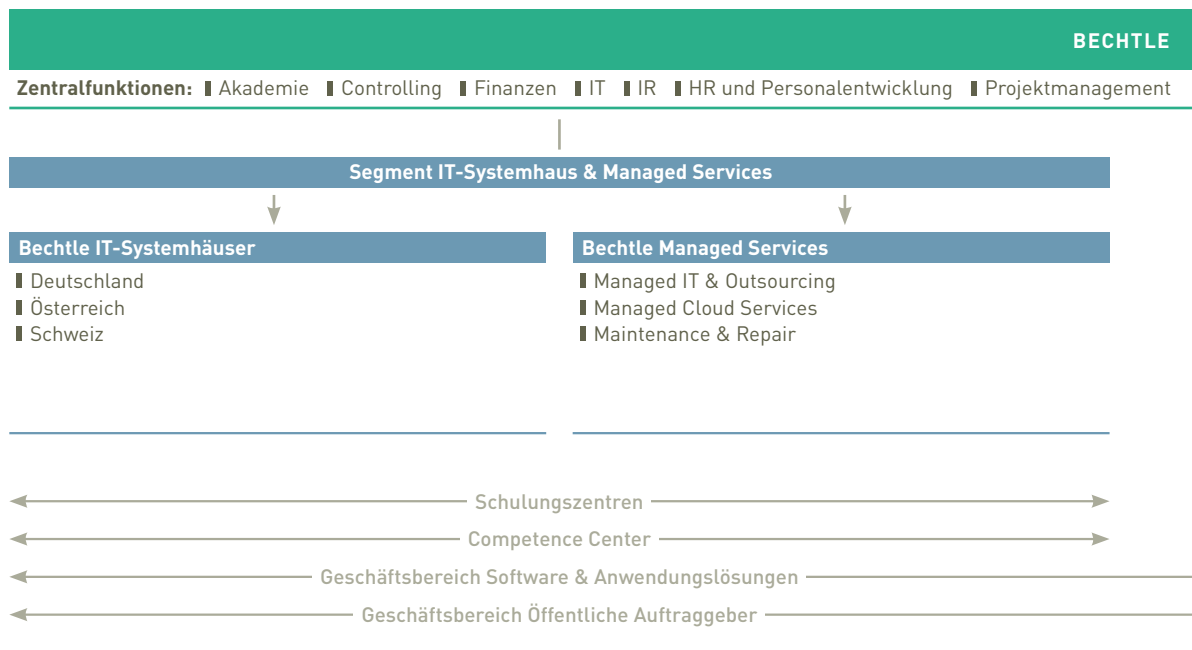 BECHTLE
Zentralfunktionen: Akademie Controlling Finanzen IT IR HR und Personalentwicklung Projektmanagement
Segment IT-Systemhaus & Managed Services
Bechtle IT-Systemhäuser
Deutschland
Österreich
Schweiz
Bechtle Managed Services
Managed IT & Outsourcing
Managed Cloud Services
Maintenance & Repair
Schulungszentren
Competence Center
Geschäftsbereich Software & Anwendungslösungen
Geschäftsbereich Öffentliche Auftraggeber